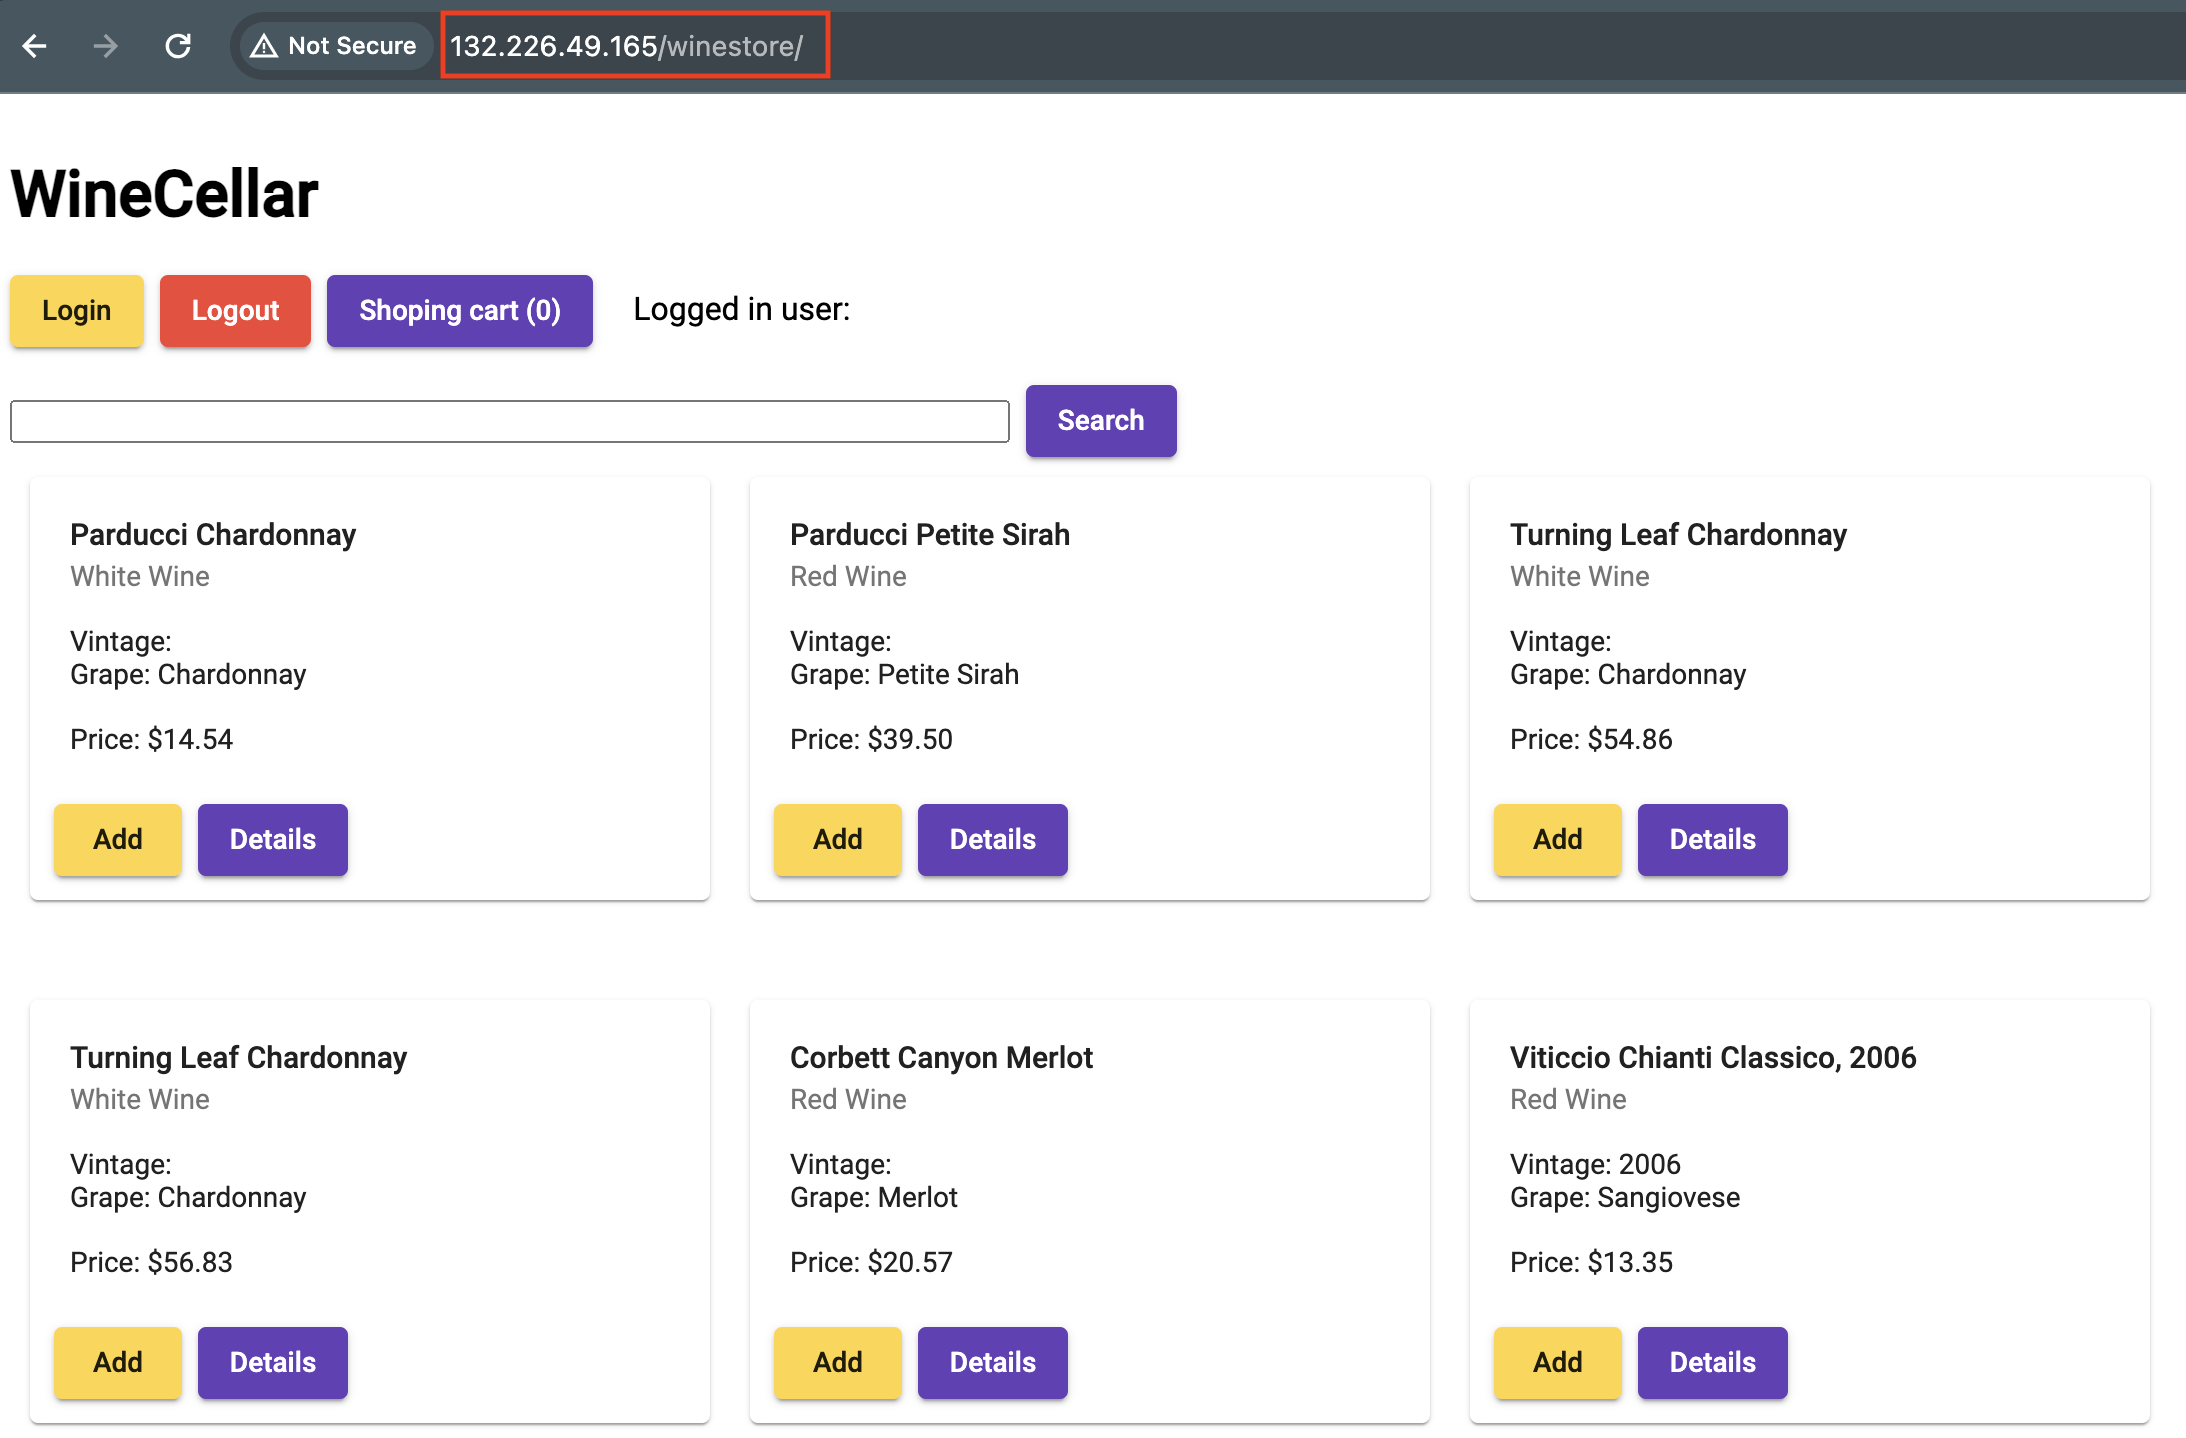 Not Secure 132.226.49.165/winestore/
WineCellar
Login Logout Shoping cart (0) Logged in user:
Search
Parducci Chardonnay
White Wine
Vintage:
Grape: Chardonnay
Price: $14.54
Add Details
Parducci Petite Sirah
Red Wine
Vintage:
Grape: Petite Sirah
Price: $39.50
Add Details
Turning Leaf Chardonnay
White Wine
Vintage:
Grape: Chardonnay
Price: $54.86
Add Details
Turning Leaf Chardonnay
White Wine
Vintage:
Grape: Chardonnay
Price: $56.83
Add Details
Corbett Canyon Merlot
Red Wine
Vintage:
Grape: Merlot
Price: $20.57
Add Details
Viticcio Chianti Classico, 2006
Red Wine
Vintage: 2006
Grape: Sangiovese
Price: $13.35
Add Details